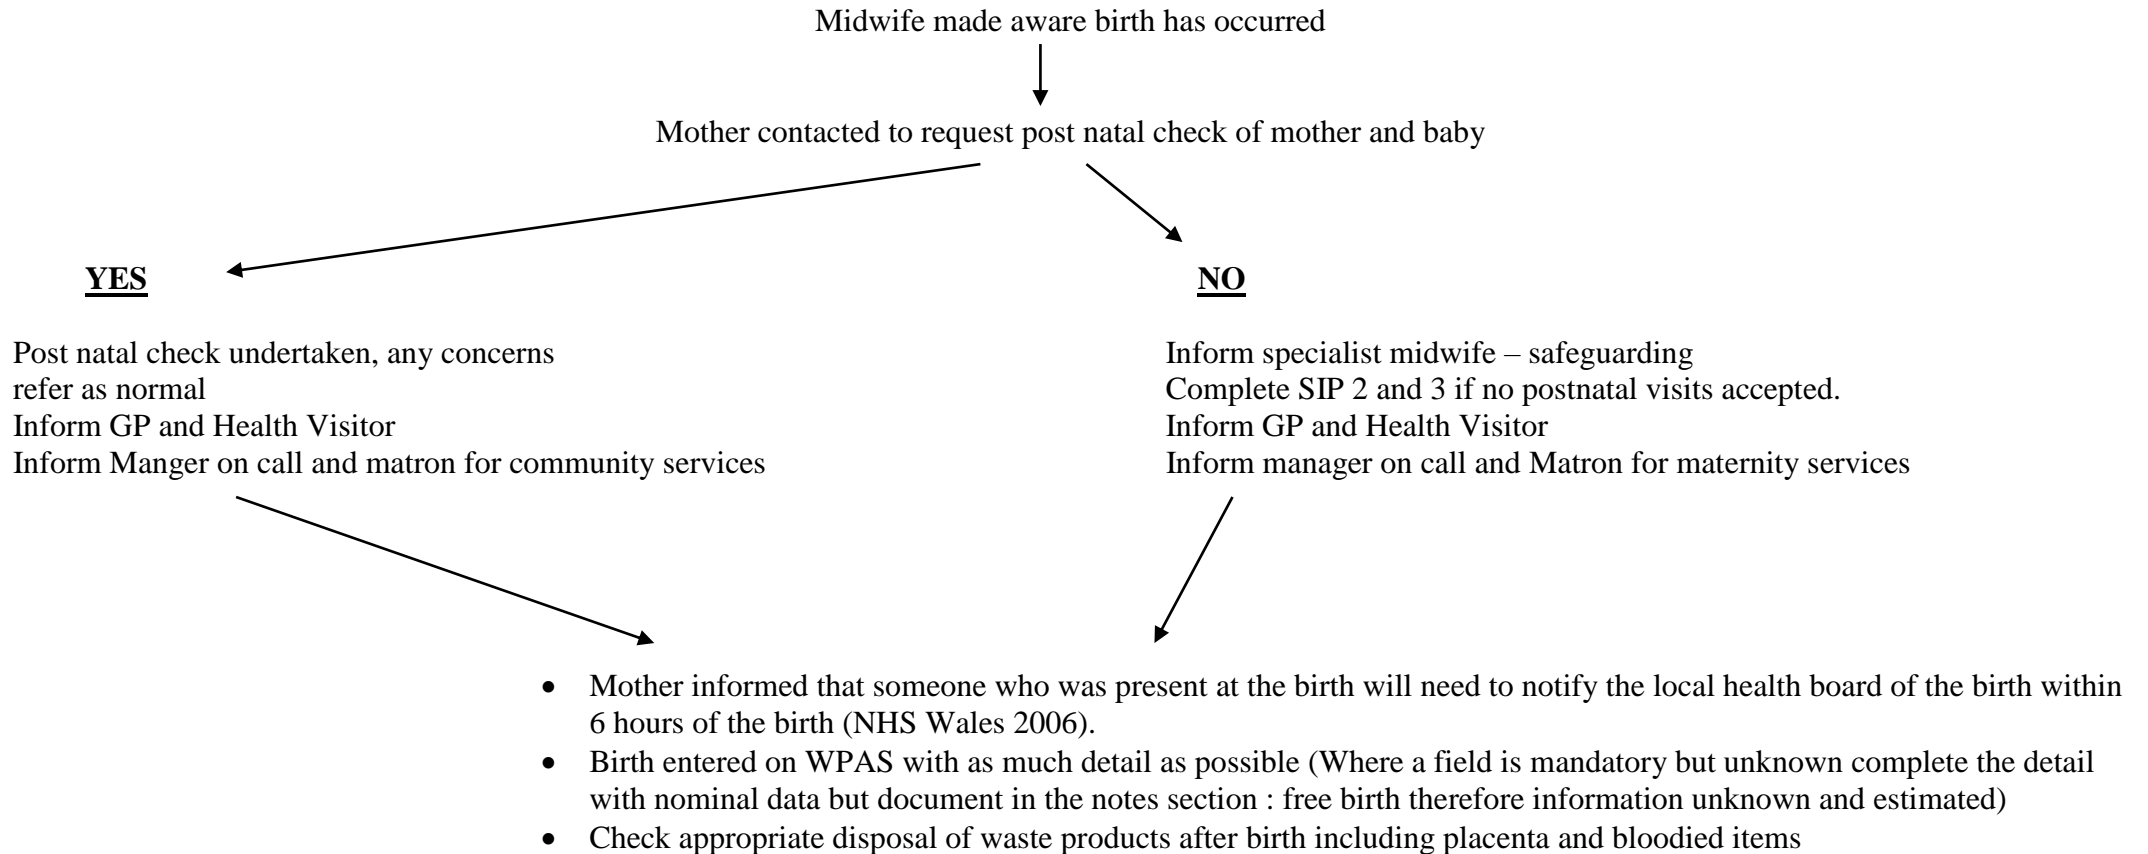 Midwife made aware birth has occurred
Mother contacted to request post natal check of mother and baby
YES
Post natal check undertaken, any concerns
refer as normal
Inform GP and Health Visitor
Inform Manger on call and matron for community services
NO
Inform specialist midwife – safeguarding
Complete SIP 2 and 3 if no postnatal visits accepted.
Inform GP and Health Visitor
Inform manager on call and Matron for maternity services
• Mother informed that someone who was present at the birth will need to notify the local health board of the birth within
6 hours of the birth (NHS Wales 2006).
• Birth entered on WPAS with as much detail as possible (Where a field is mandatory but unknown complete the detail
with nominal data but document in the notes section : free birth therefore information unknown and estimated)
• Check appropriate disposal of waste products after birth including placenta and bloodied items